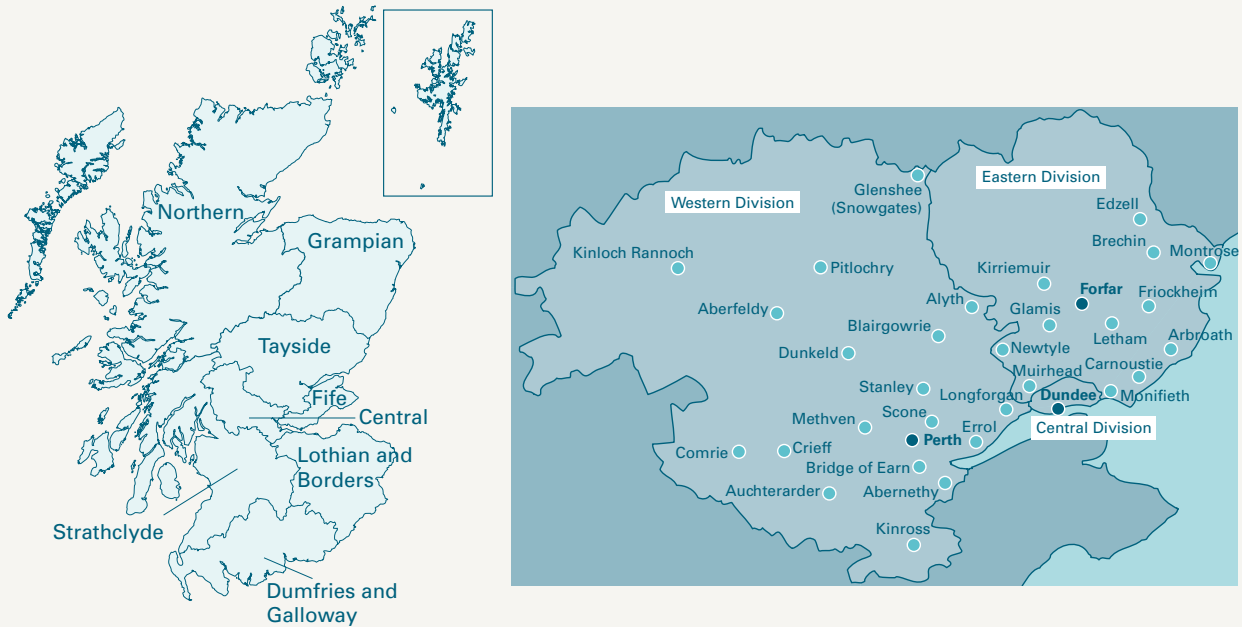 Northern
Grampian
Tayside
Fife
Central
Lothian and
Borders
Strathclyde
Dumfries and
Galloway
Western Division
Glenshee
(Snowgates)
Eastern Division
Edzell
Brechin
Montrose
Kinloch Rannoch
Pitlochry
Kirriemuir
Forfar
Friockheim
Alyth
Glamis
Aberfeldy
Blairgowrie
Letham
Arbroath
Dunkeld
Newtyle
Carnoustie
Muirhead
Stanley
Longforgan
Dundee
Monifieth
Methven
Scone
Errol
Central Division
Perth
Comrie
Crieff
Bridge of Earn
Auchterarder
Abernethy
Kinross